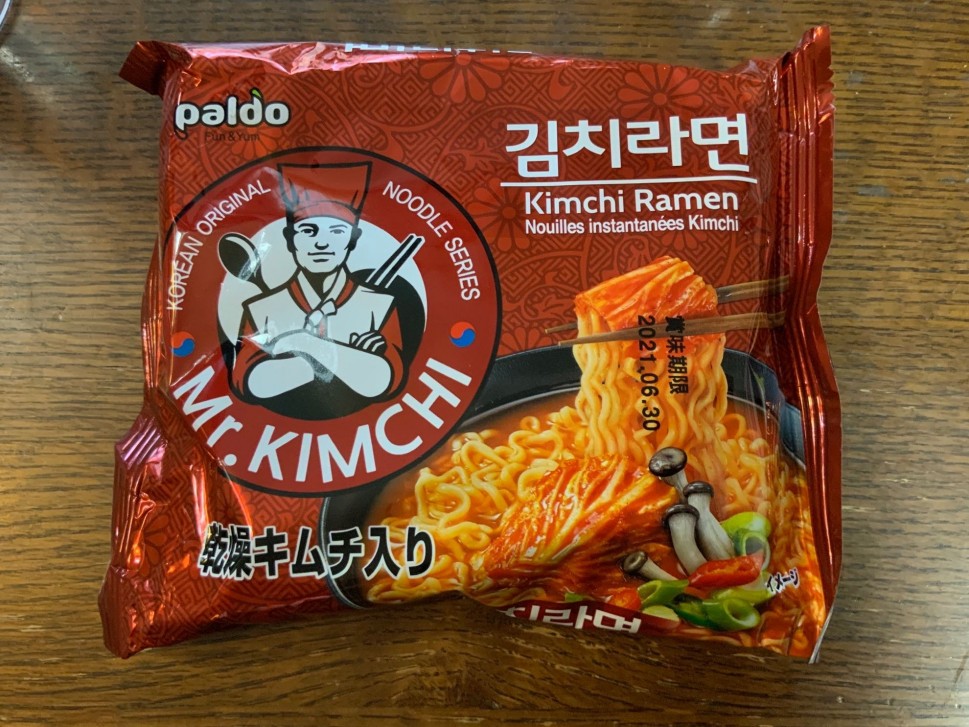 paldo
Fun & Yum
김치라면
Kimchi Ramen
Nouilles instantanées Kimchi
KOREAN ORIGINAL
NOODLE SERIES
Mr.KIMCHI
賞味期限
2021.06.30
乾燥キムチ入り
イメージ
치라면